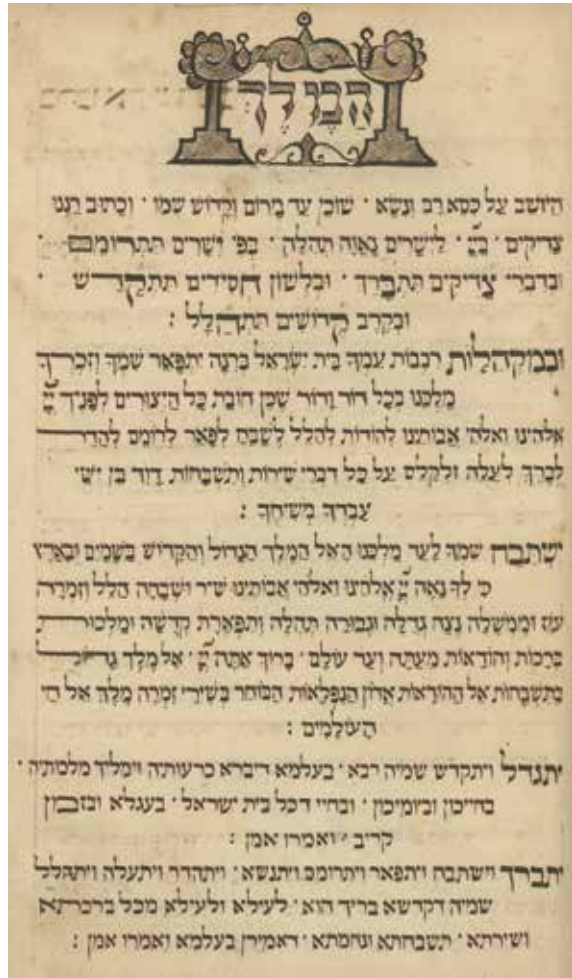 הַמֶּלֶךְ
היושב על כסא רם ונשא · שוכן עד מרום וקדוש שמו · וכתוב רננו
צדיקים · ביי · לישרים נאוה תהלה · בפי ישרים תתרומם ·
ובדברי צדיקים תתברך · ובלשון חסידים תתקדש ·
ובקרב קדושים תתהלל :
ובמקהלות רבבות עמך בית ישראל ברנה יתפאר שמך וזכרך
מלכנו בכל דור ודור שכן חובת כל היצורים לפניך יי
אלהינו ואלהי אבותינו להודות להלל לשבח לפאר לרומם להדר
לברך לעלה ולקלס על כל דברי שירות ותשבחות דוד בן ישי
עבדך משיחך :
ישתבח שמך לעד מלכנו האל המלך הגדול והקדוש בשמים ובארץ
כי לך נאה יי אלהינו ואלהי אבותינו שיר ושבחה הלל וזמרה
עוז וממשלה נצח גדלה וגבורה תהלה ותפארת קדשה ומלכות
ברכות והודאות מעתה ועד עולם · ברוך אתה יי · אל מלך גדול
בתשבחות אל ההודאות אדון הנפלאות הבוחר בשירי זמרה מלך אל חי
העולמים :
יתגדל ויתקדש שמיה רבא · בעלמא דיברא כרעותיה וימליך מלכותיה ·
בחייכון וביומיכון · ובחיי דכל בית ישראל · בעגלא ובזמן
קריב · ואמרו אמן :
יתברך וישתבח ויתפאר ויתרומם ויתנשא · ויתהדר ויתעלה ויתהלל
שמיה דקדשא בריך הוא · לעילא ולעילא מכל ברכתא
ושירתא · תשבחתא ונחמתא · דאמירן בעלמא ואמרו אמן :